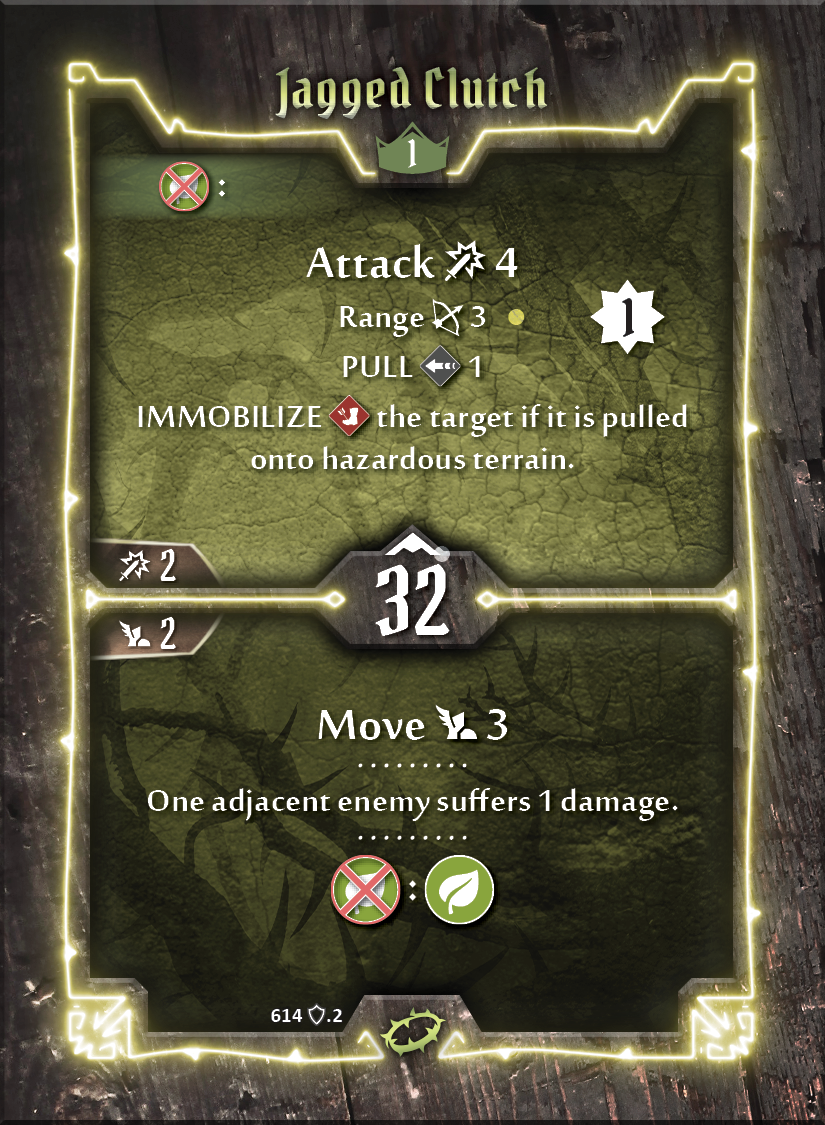 Jagged Clutch
1
:
Attack 4
Range 3
1
PULL 1
IMMOBILIZE the target if it is pulled
onto hazardous terrain.
2
32
2
Move 3
One adjacent enemy suffers 1 damage.
:
614 .2